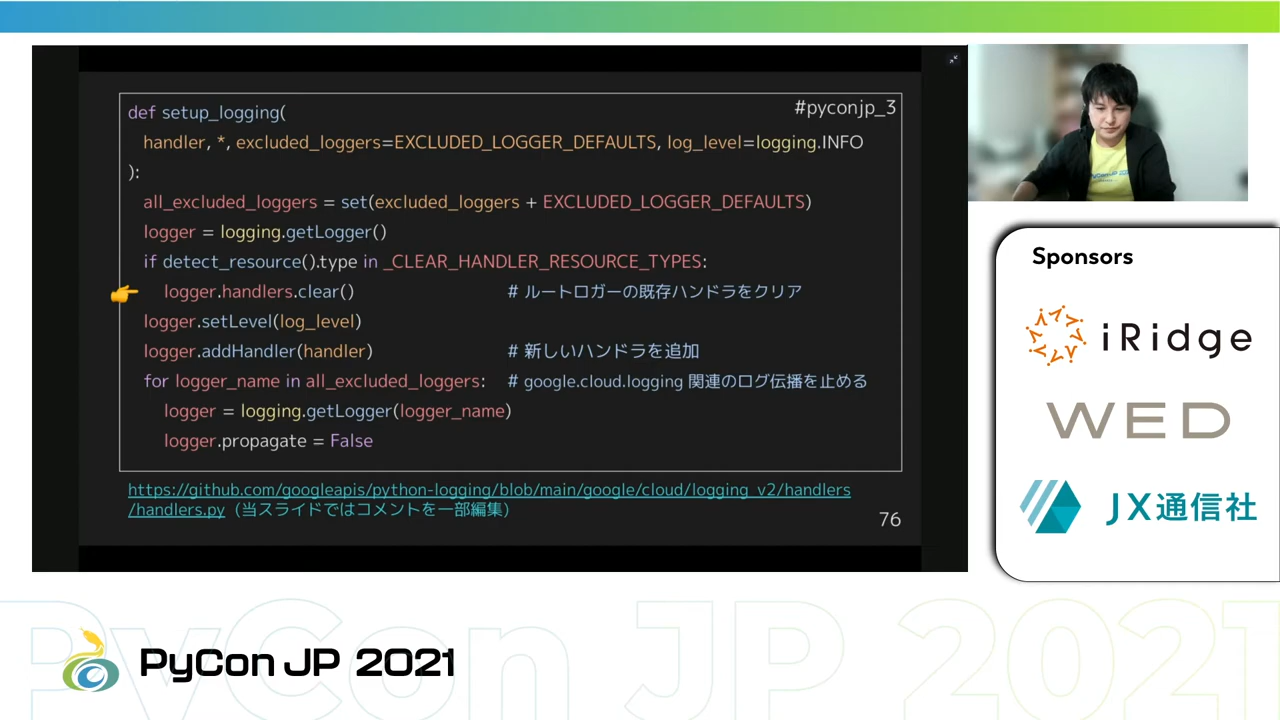 #pyconjp_3
def setup_logging(
handler, *, excluded_loggers=EXCLUDED_LOGGER_DEFAULTS, log_level=logging.INFO
):
all_excluded_loggers = set(excluded_loggers + EXCLUDED_LOGGER_DEFAULTS)
logger = logging.getLogger()
if detect_resource().type in _CLEAR_HANDLER_RESOURCE_TYPES:
logger.handlers.clear() # ルートロガーの既存ハンドラをクリア
logger.setLevel(log_level)
logger.addHandler(handler) # 新しいハンドラを追加
for logger_name in all_excluded_loggers: # google.cloud.logging 関連のログ伝播を止める
logger = logging.getLogger(logger_name)
logger.propagate = False
https://github.com/googleapis/python-logging/blob/main/google/cloud/logging_v2/handlers
/handlers.py (当スライドではコメントを一部編集)
76
Sponsors
iRidge
WED
JX通信社
PyCon JP 2021
PyCon JP 2021